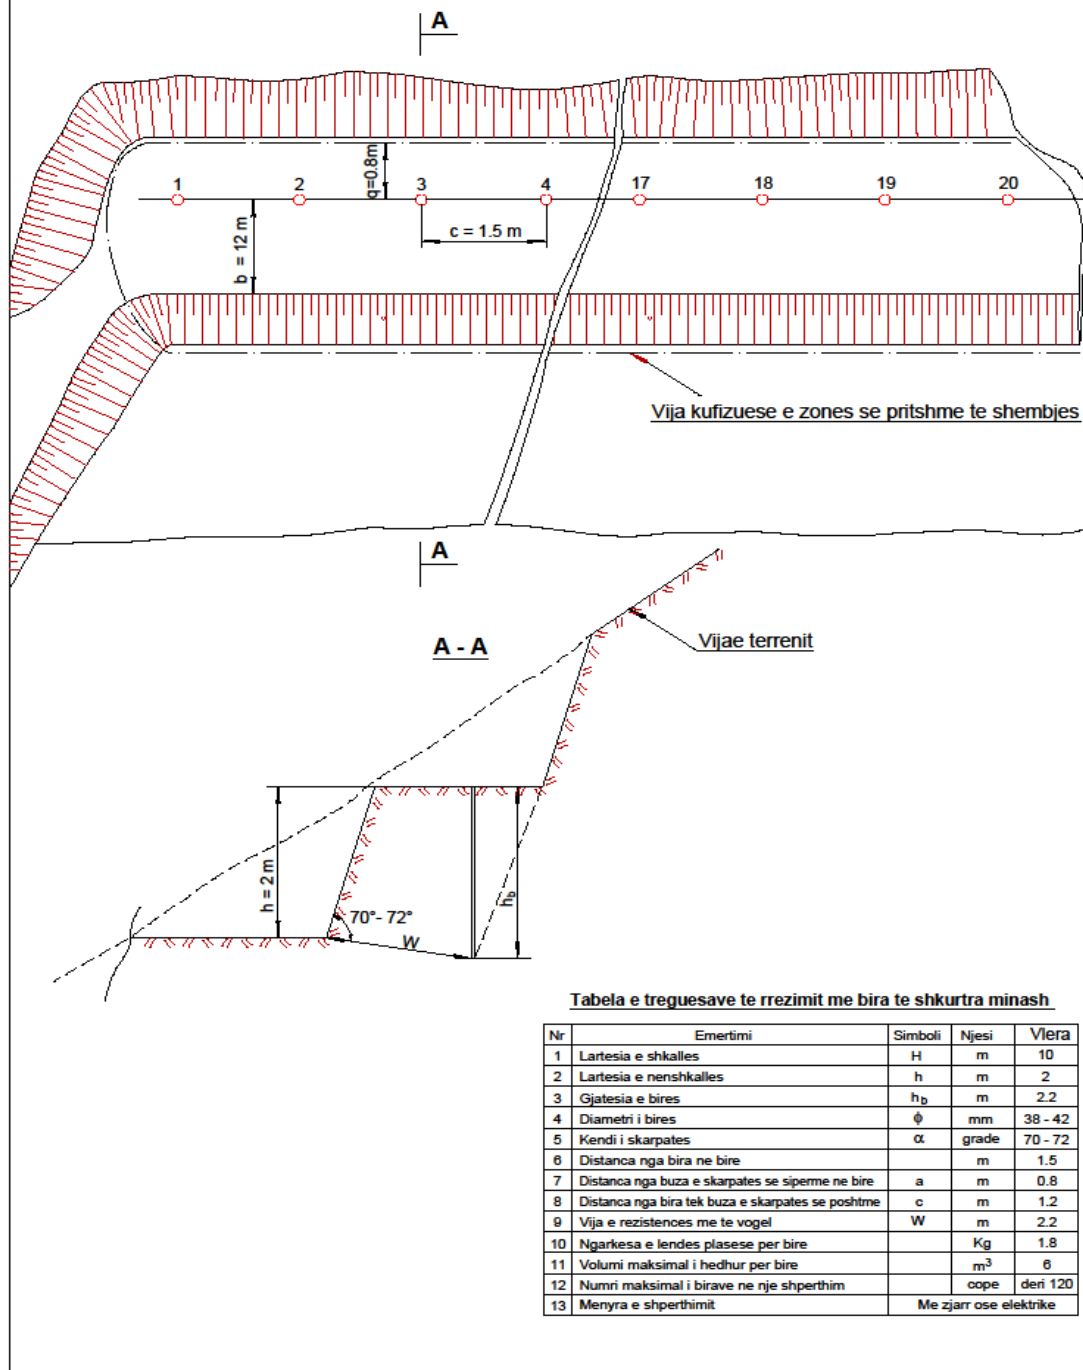 A
1 2 3 4 17 18 19 20
q=0.8m
c = 1.5 m
b = 12 m
Vija kufizuese e zones se pritshme te shembjes
A
A - A
Vijae terrenit
h = 2 m
hb
70°- 72°
W
Tabela e treguesave te rrezimit me bira te shkurtra minash
Nr Emertimi Simboli Njesi Vlera
1 Lartesia e shkalles H m 10
2 Lartesia e nenshkalles h m 2
3 Gjatesia e bires hb m 2.2
4 Diametri i bires ϕ mm 38 - 42
5 Kendi i skarpates α grade 70 - 72
6 Distanca nga bira ne bire m 1.5
7 Distanca nga buza e skarpates se siperme ne bire a m 0.8
8 Distanca nga bira tek buza e skarpates se poshtme c m 1.2
9 Vija e rezistences me te vogel W m 2.2
10 Ngarkesa e lendes plasese per bire Kg 1.8
11 Volumi maksimal i hedhur per bire m³ 6
12 Numri maksimal i birave ne nje shperthim cope deri 120
13 Menyra e shperthimit Me zjarr ose elektrike